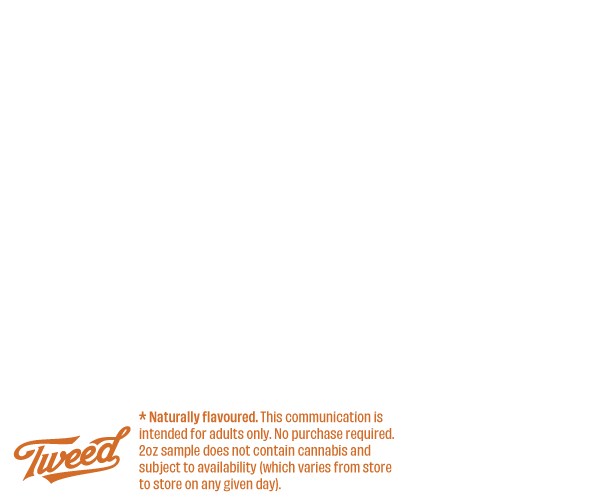 Tweed
* Naturally flavoured. This communication is
intended for adults only. No purchase required.
2oz sample does not contain cannabis and
subject to availability (which varies from store
to store on any given day).